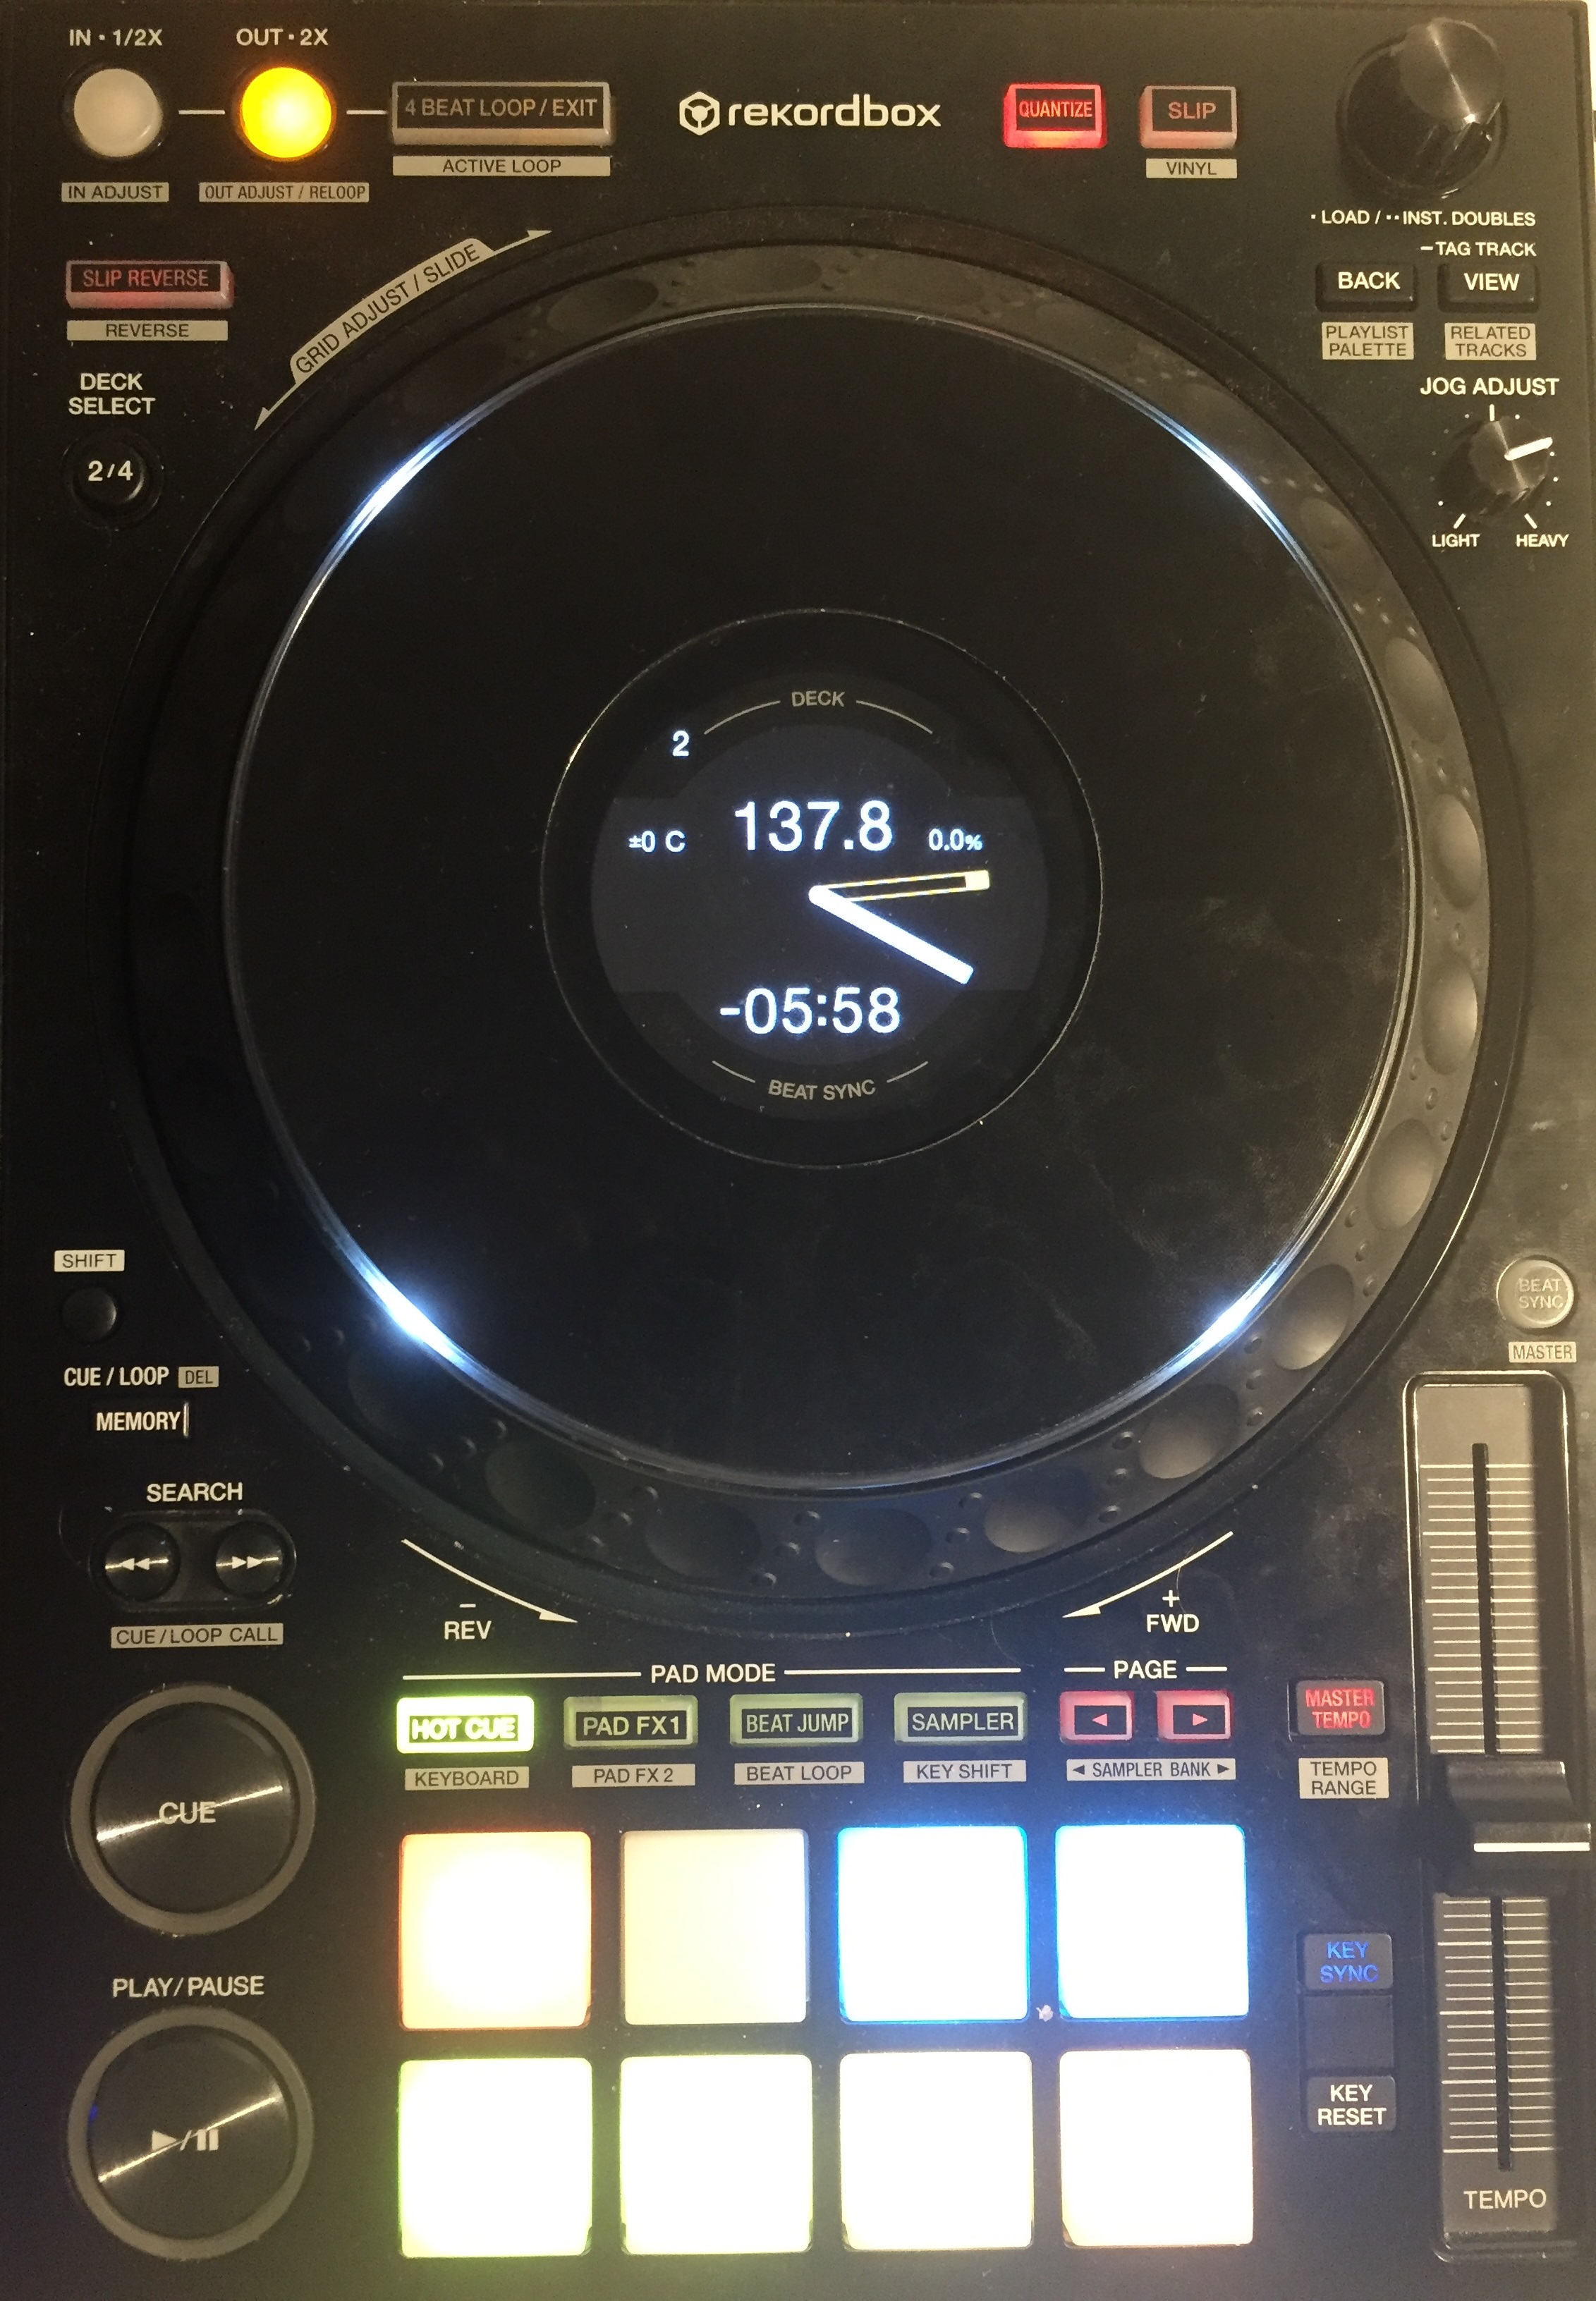 IN • 1/2X
OUT • 2X
4 BEAT LOOP / EXIT
rekordbox
QUANTIZE
SLIP
IN ADJUST
OUT ADJUST / RELOOP
ACTIVE LOOP
VINYL
• LOAD / •• INST. DOUBLES
— TAG TRACK
SLIP REVERSE
REVERSE
GRID ADJUST / SLIDE
BACK
VIEW
PLAYLIST
PALETTE
RELATED
TRACKS
DECK
SELECT
2/4
JOG ADJUST
LIGHT
HEAVY
DECK
2
±0 C
137.8
0.0%
-05:58
BEAT SYNC
SHIFT
BEAT
SYNC
MASTER
CUE / LOOP DEL
MEMORY
SEARCH
CUE / LOOP CALL
−
REV
+
FWD
PAD MODE
PAGE
HOT CUE
PAD FX1
BEAT JUMP
SAMPLER
MASTER
TEMPO
KEYBOARD
PAD FX 2
BEAT LOOP
KEY SHIFT
◄ SAMPLER BANK ►
TEMPO
RANGE
CUE
KEY
SYNC
PLAY/PAUSE
►/II
KEY
RESET
TEMPO